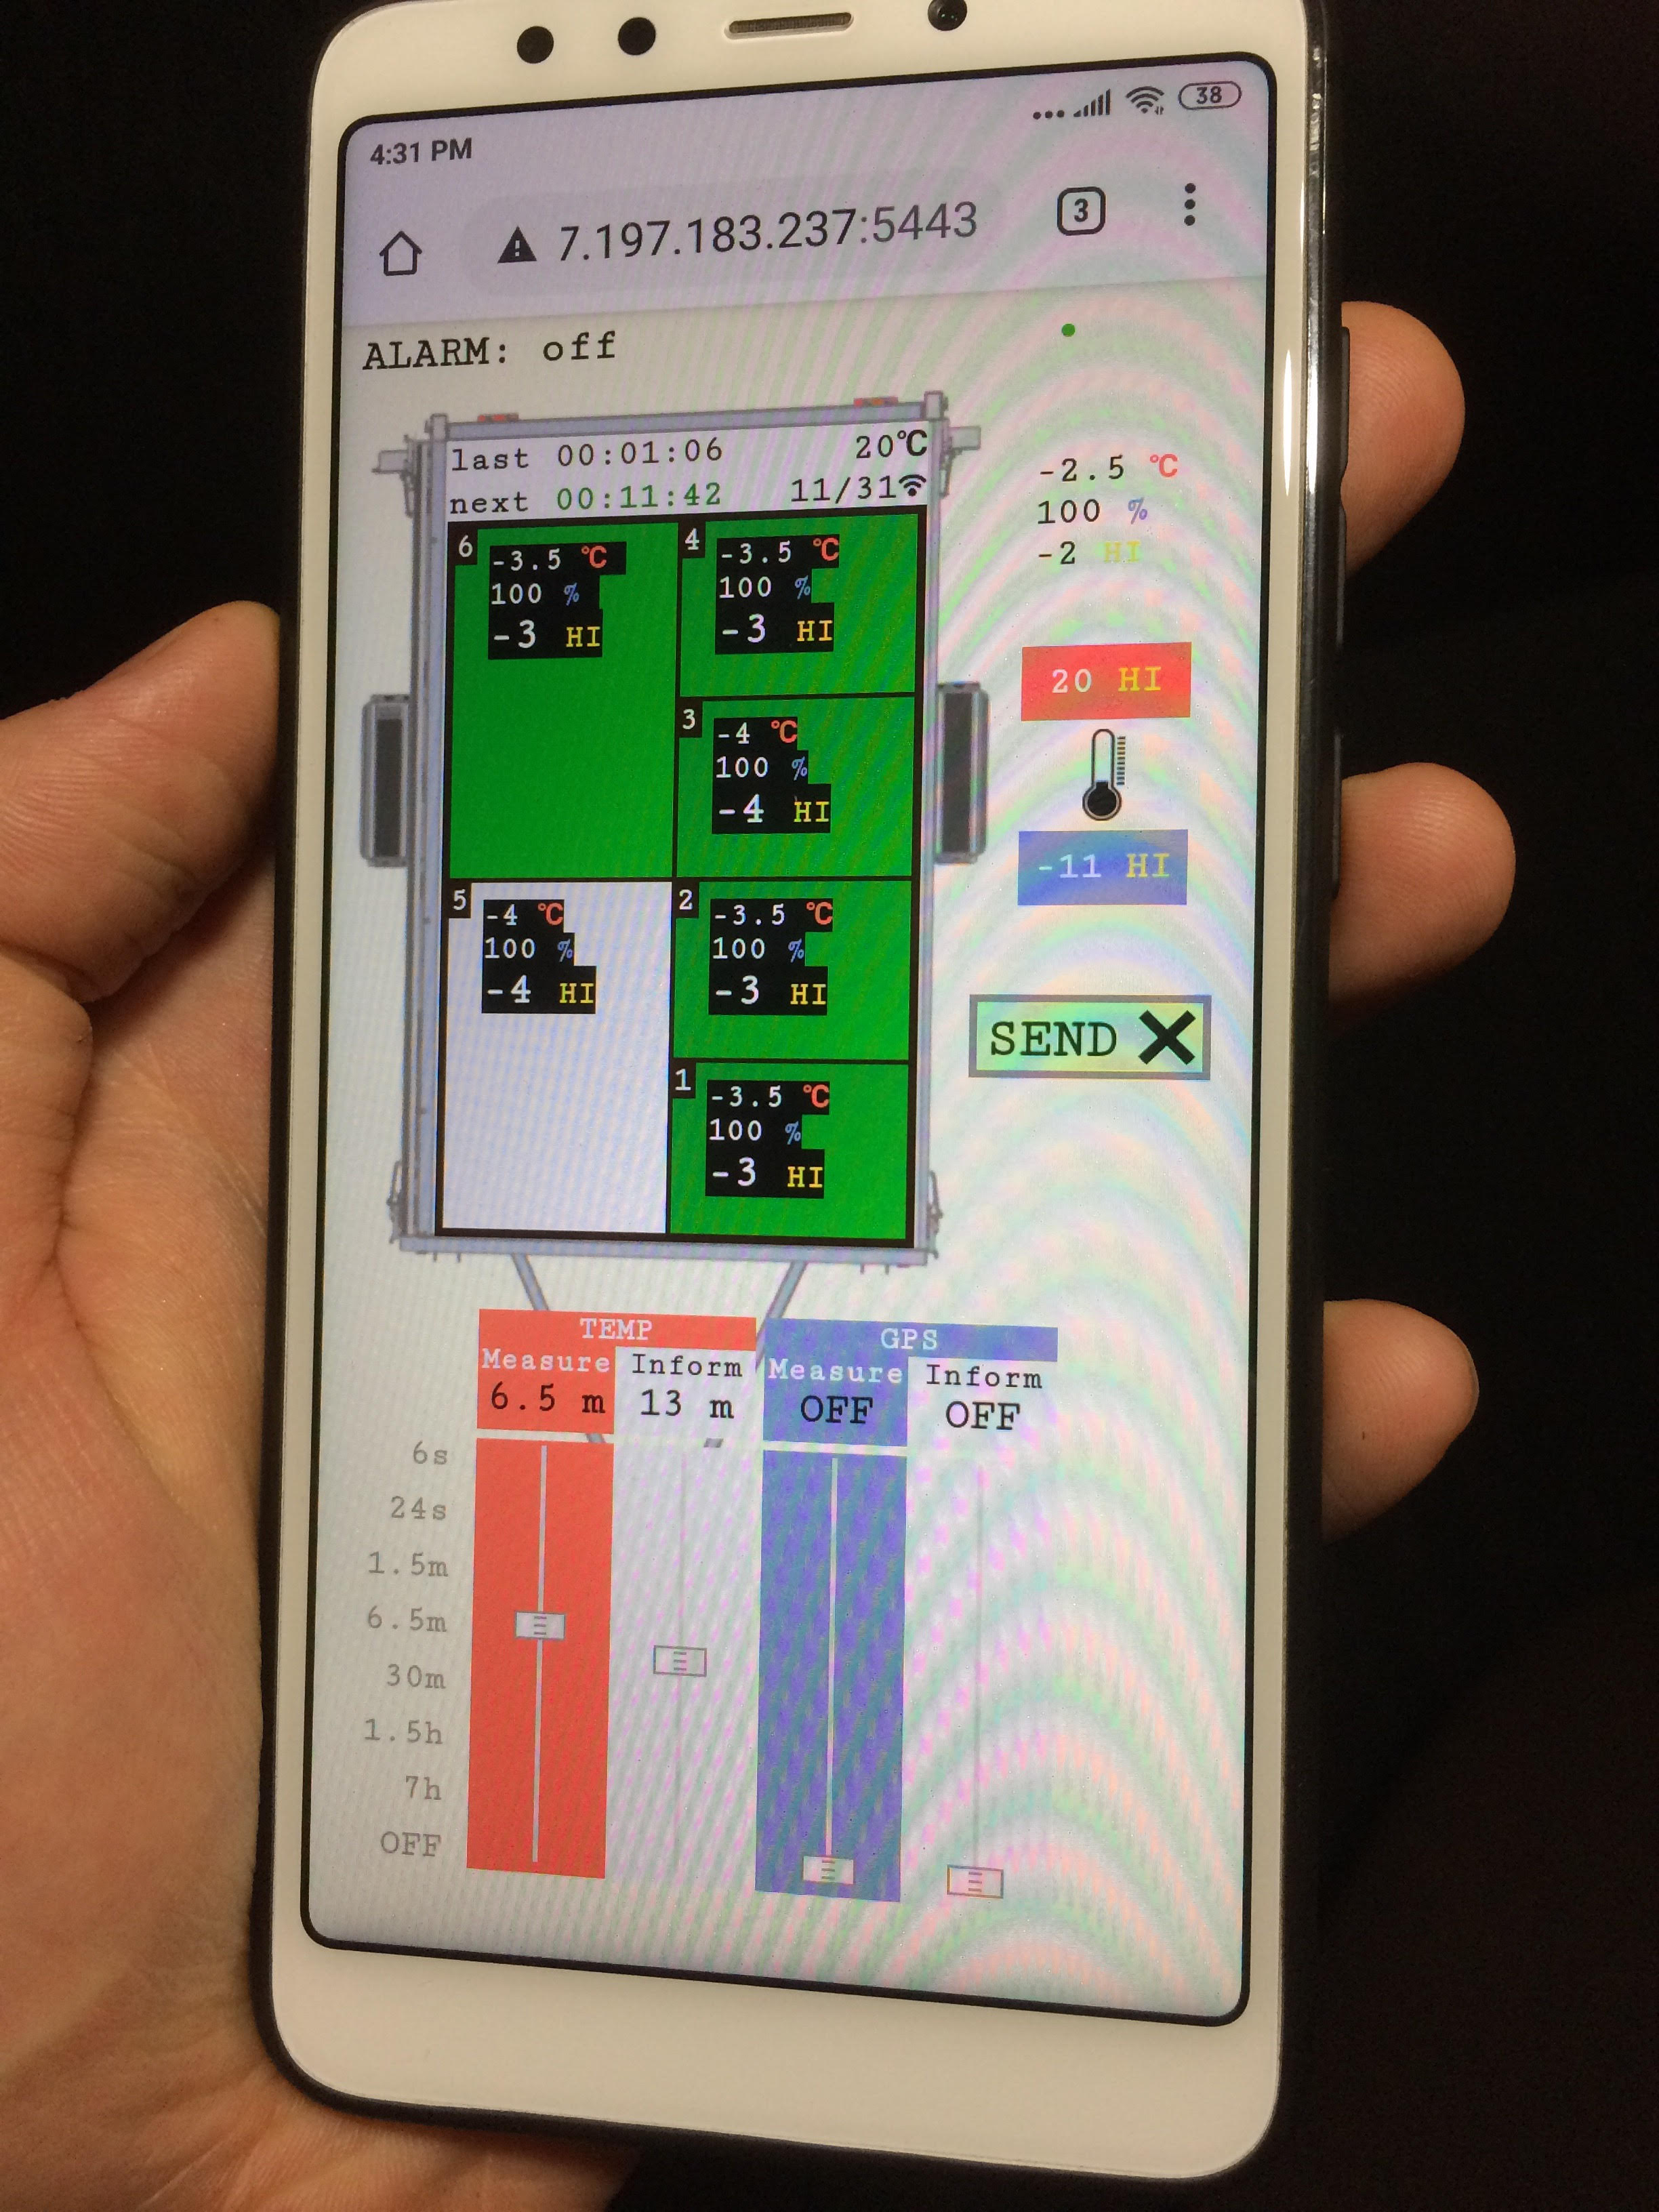 4:31 PM
38
7.197.183.237:5443
3
ALARM: off
last 00:01:06 20℃
next 00:11:42 11/31
-2.5 ℃
100 %
-2 HI
6
-3.5 ℃
100 %
-3 HI
4
-3.5 ℃
100 %
-3 HI
20 HI
3
-4 ℃
100 %
-4 HI
-11 HI
5
-4 ℃
100 %
-4 HI
2
-3.5 ℃
100 %
-3 HI
SEND
1
-3.5 ℃
100 %
-3 HI
TEMP
Measure Inform
6.5 m 13 m
GPS
Measure Inform
OFF OFF
6s
24s
1.5m
6.5m
30m
1.5h
7h
OFF